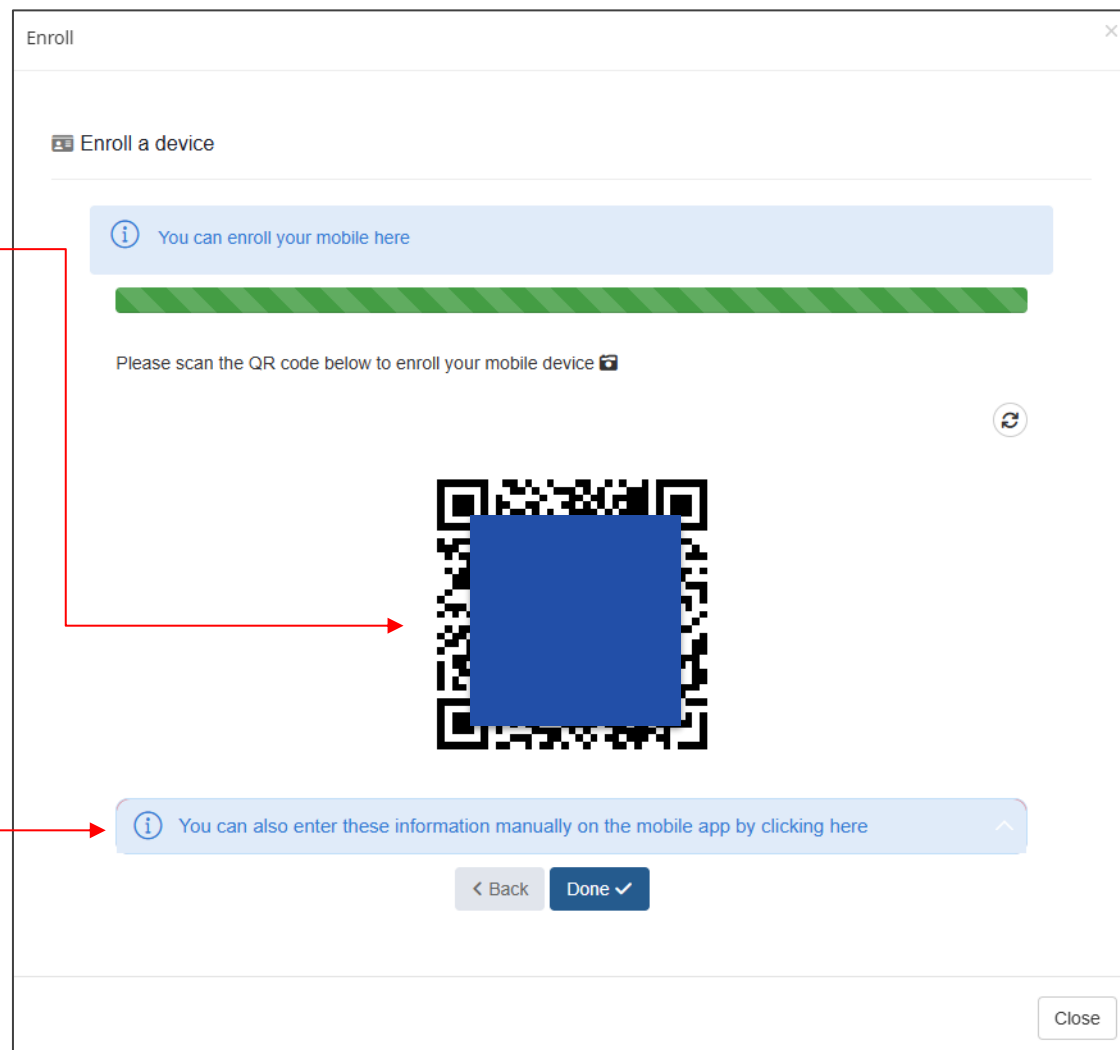 Enroll
Enroll a device
You can enroll your mobile here
Please scan the QR code below to enroll your mobile device
You can also enter these information manually on the mobile app by clicking here
Back
Done
Close